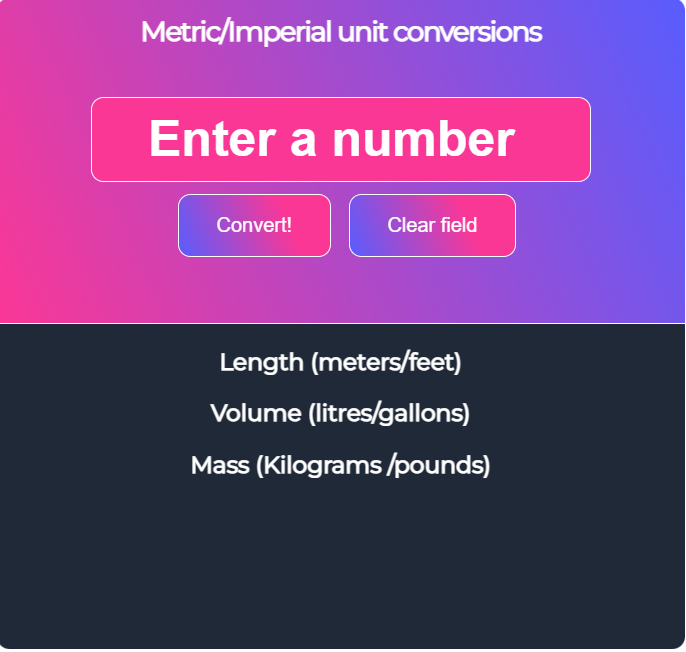 Metric/Imperial unit conversions
Enter a number
Convert!
Clear field
Length (meters/feet)
Volume (litres/gallons)
Mass (Kilograms /pounds)